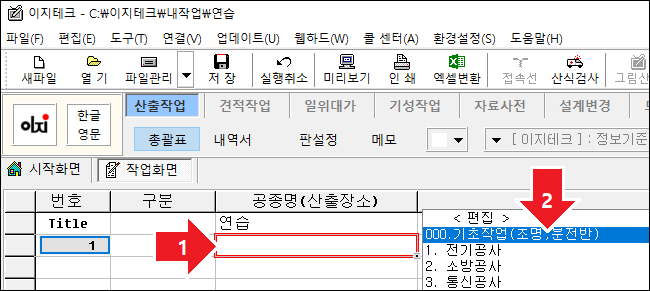 이지테크 - C:\이지테크\내작업\연습
파일(F) 편집(E) 도구(T) 연결(V) 업데이트(U) 웹하드(W) 콜 센터(A) 환경설정(S) 도움말(H)
새파일 열 기 파일관리 저 장 실행취소 미리보기 인 쇄 엑셀변환 접속선 산식검사 그림산
이지 한글 영문
산출작업 견적작업 일위대가 기성작업 자료사전 설계변경
총괄표 내역서 판설정 메모 [ 이지테크 ] : 정보기준
시작화면 작업화면
번호 구분 공종명(산출장소)
Title 연습
1
1
2
< 편집 >
000.기초작업(조명,분전반)
1. 전기공사
2. 소방공사
3. 통신공사